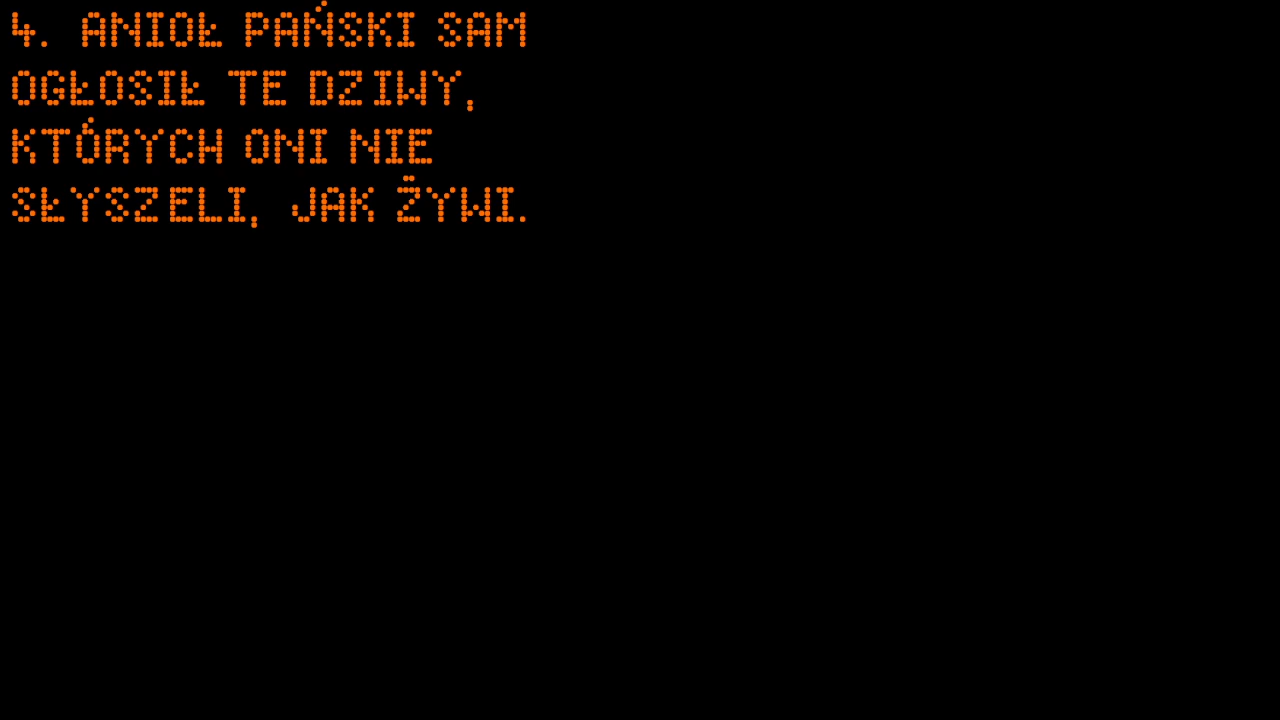 4. ANIOŁ PAŃSKI SAM
OGŁOSIŁ TE DZIWY,
KTÓRYCH ONI NIE
SŁYSZELI, JAK ŻYWI.